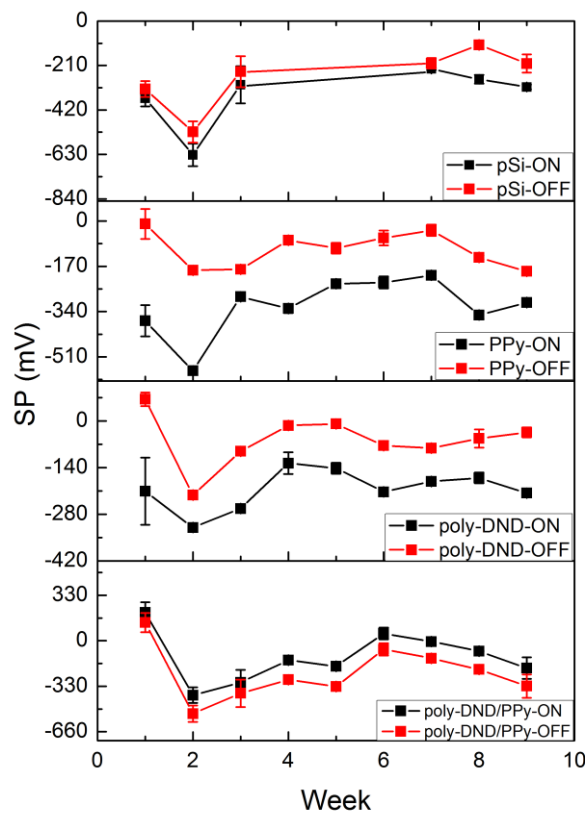 0
-210
-420
-630
-840
pSi-ON
pSi-OFF
0
-170
-340
-510
PPy-ON
PPy-OFF
SP (mV)
0
-140
-280
-420
poly-DND-ON
poly-DND-OFF
330
0
-330
-660
poly-DND/PPy-ON
poly-DND/PPy-OFF
0 2 4 6 8 10
Week